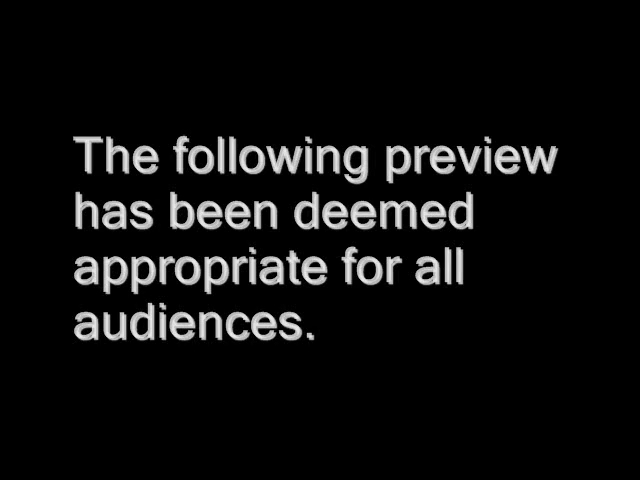 The following preview
has been deemed
appropriate for all
audiences.